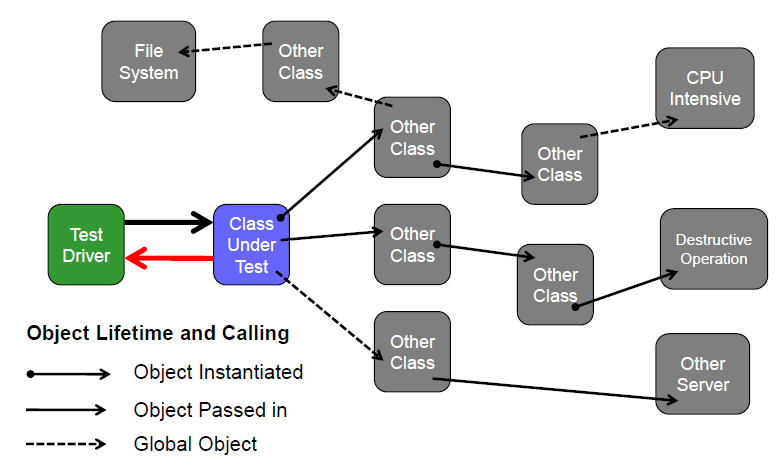 File
System
Other
Class
CPU
Intensive
Other
Class
Other
Class
Test
Driver
Class
Under
Test
Other
Class
Destructive
Operation
Other
Class
Other
Class
Other
Server
Object Lifetime and Calling
Object Instantiated
Object Passed in
Global Object